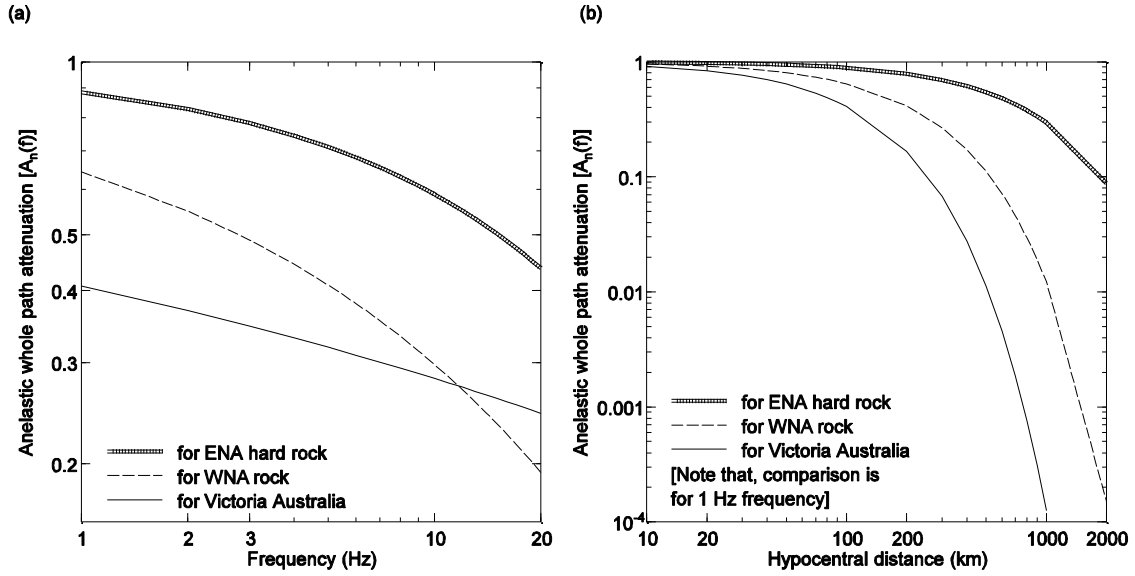 (a)
Anelastic whole path attenuation [Aₙ(f)]
1
0.5
0.4
0.3
0.2
for ENA hard rock
for WNA rock
for Victoria Australia
1
2
3
10
20
Frequency (Hz)
(b)
Anelastic whole path attenuation [Aₙ(f)]
1
0.1
0.01
0.001
10⁻⁴
for ENA hard rock
for WNA rock
for Victoria Australia
[Note that, comparison is
for 1 Hz frequency]
10
20
100
200
1000
2000
Hypocentral distance (km)